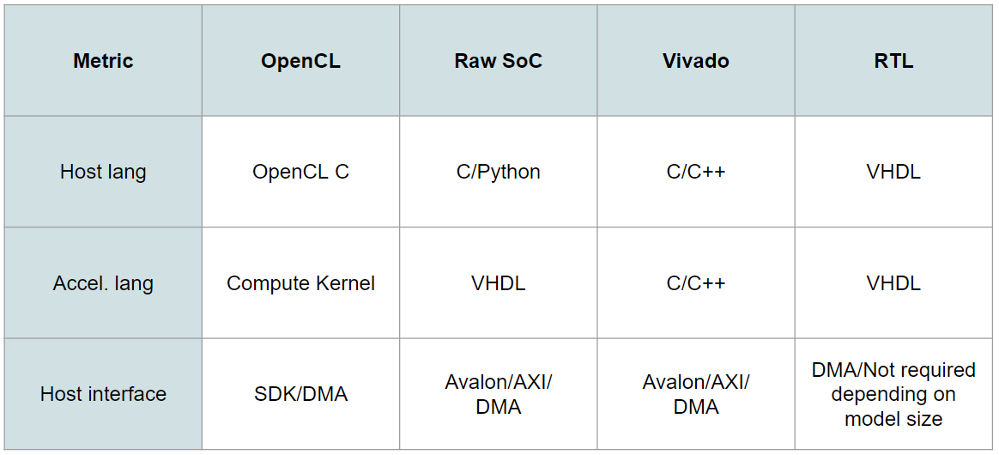 Metric OpenCL Raw SoC Vivado RTL
Host lang OpenCL C C/Python C/C++ VHDL
Accel. lang Compute Kernel VHDL C/C++ VHDL
Host interface SDK/DMA Avalon/AXI/
DMA Avalon/AXI/
DMA DMA/Not required
depending on
model size